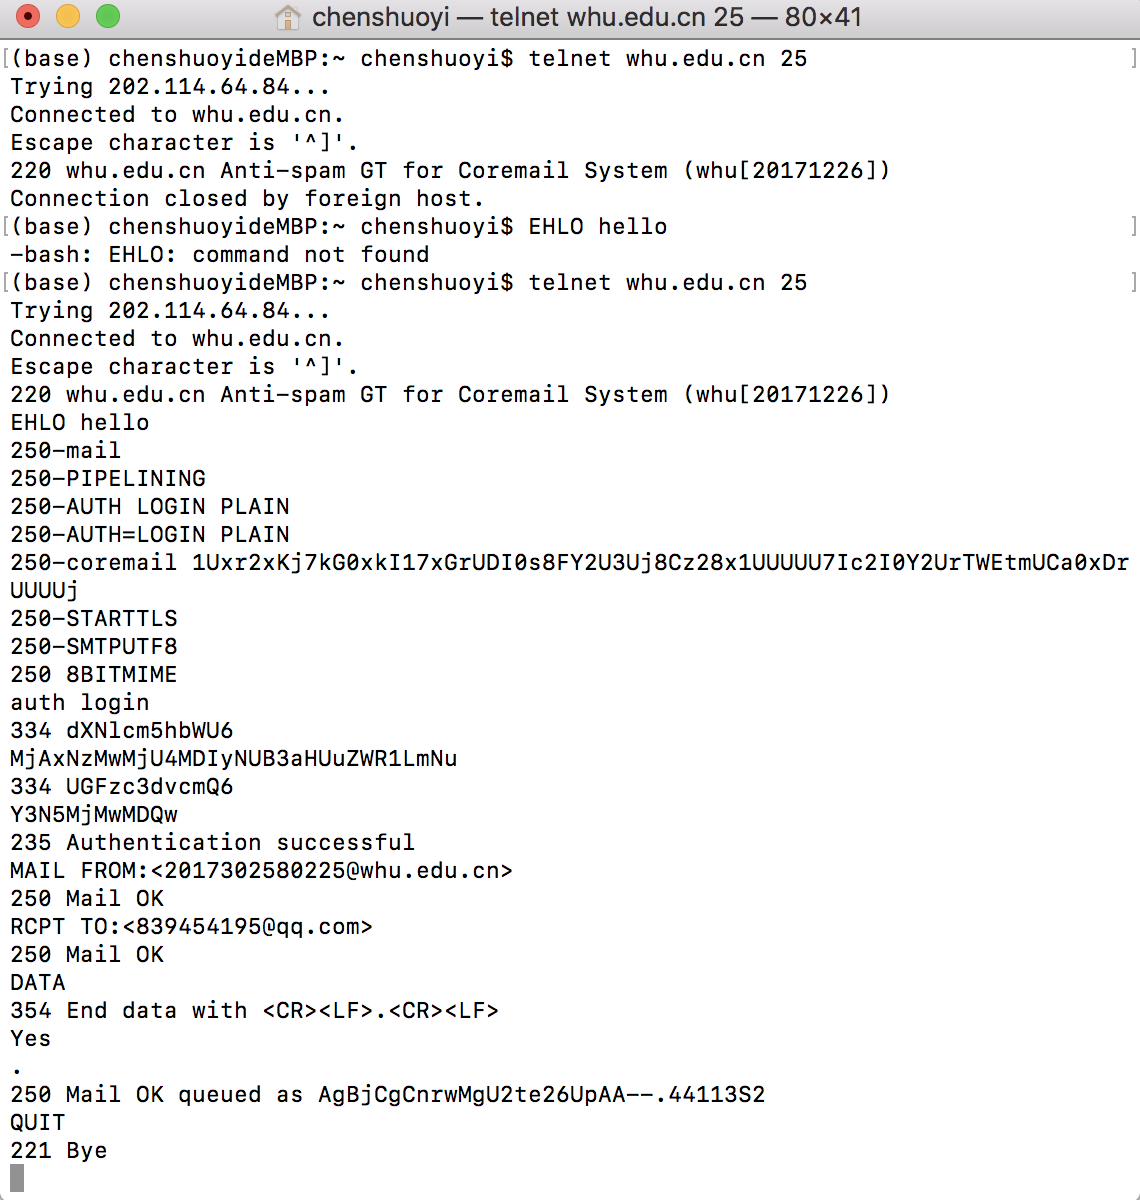 chenshuoyi — telnet whu.edu.cn 25 — 80×41
[(base) chenshuoyideMBP:~ chenshuoyi$ telnet whu.edu.cn 25 ]
Trying 202.114.64.84...
Connected to whu.edu.cn.
Escape character is '^]'.
220 whu.edu.cn Anti-spam GT for Coremail System (whu[20171226])
Connection closed by foreign host.
[(base) chenshuoyideMBP:~ chenshuoyi$ EHLO hello ]
-bash: EHLO: command not found
[(base) chenshuoyideMBP:~ chenshuoyi$ telnet whu.edu.cn 25 ]
Trying 202.114.64.84...
Connected to whu.edu.cn.
Escape character is '^]'.
220 whu.edu.cn Anti-spam GT for Coremail System (whu[20171226])
EHLO hello
250-mail
250-PIPELINING
250-AUTH LOGIN PLAIN
250-AUTH=LOGIN PLAIN
250-coremail 1Uxr2xKj7kG0xkI17xGrUDI0s8FY2U3Uj8Cz28x1UUUUU7Ic2I0Y2UrTWEtmUCa0xDr
UUUUj
250-STARTTLS
250-SMTPUTF8
250 8BITMIME
auth login
334 dXNlcm5hbWU6
MjAxNzMwMjU4MDIyNUB3aHUuZWR1LmNu
334 UGFzc3dvcmQ6
Y3N5MjMwMDQw
235 Authentication successful
MAIL FROM:<2017302580225@whu.edu.cn>
250 Mail OK
RCPT TO:<839454195@qq.com>
250 Mail OK
DATA
354 End data with <CR><LF>.<CR><LF>
Yes
.
250 Mail OK queued as AgBjCgCnrwMgU2te26UpAA--.44113S2
QUIT
221 Bye